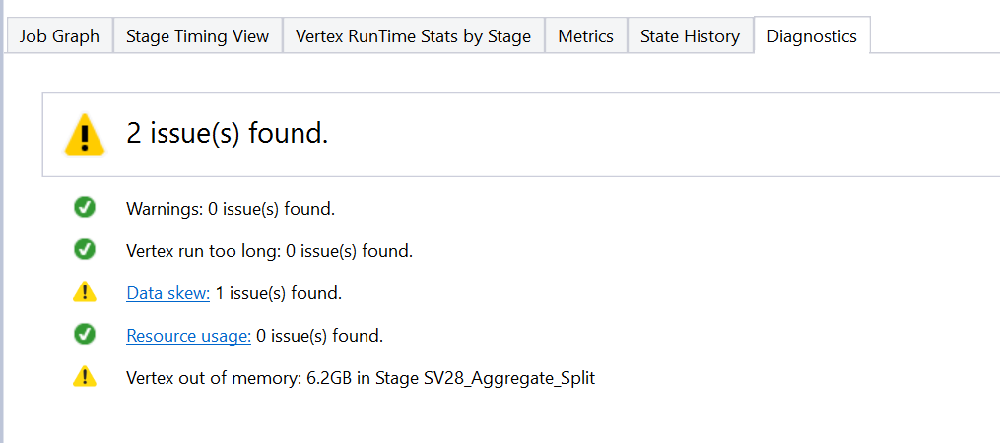 Job Graph Stage Timing View Vertex RunTime Stats by Stage Metrics State History Diagnostics
2 issue(s) found.
Warnings: 0 issue(s) found.
Vertex run too long: 0 issue(s) found.
Data skew: 1 issue(s) found.
Resource usage: 0 issue(s) found.
Vertex out of memory: 6.2GB in Stage SV28_Aggregate_Split